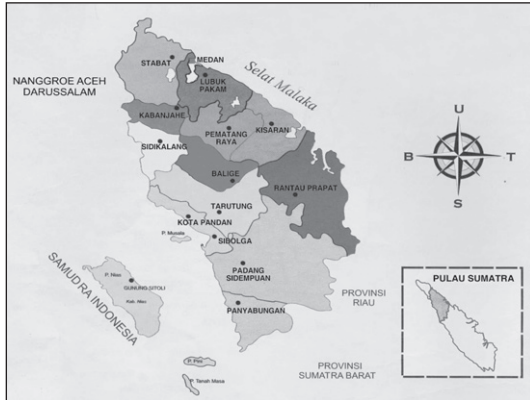 STABAT
MEDAN
LUBUK
PAKAM
Selat Malaka
NANGGROE ACEH
DARUSSALAM
KABANJAHE
PEMATANG
RAYA
KISARAN
SIDIKALANG
BALIGE
RANTAU PRAPAT
TARUTUNG
KOTA PANDAN
P. Musala
SIBOLGA
SAMUDRA INDONESIA
P. Nias
GUNUNG SITOLI
Kab. Nias
PADANG
SIDEMPUAN
PANYABUNGAN
PROVINSI
RIAU
P. Pini
P. Tanah Masa
PROVINSI
SUMATRA BARAT
U
B
T
S
PULAU SUMATRA